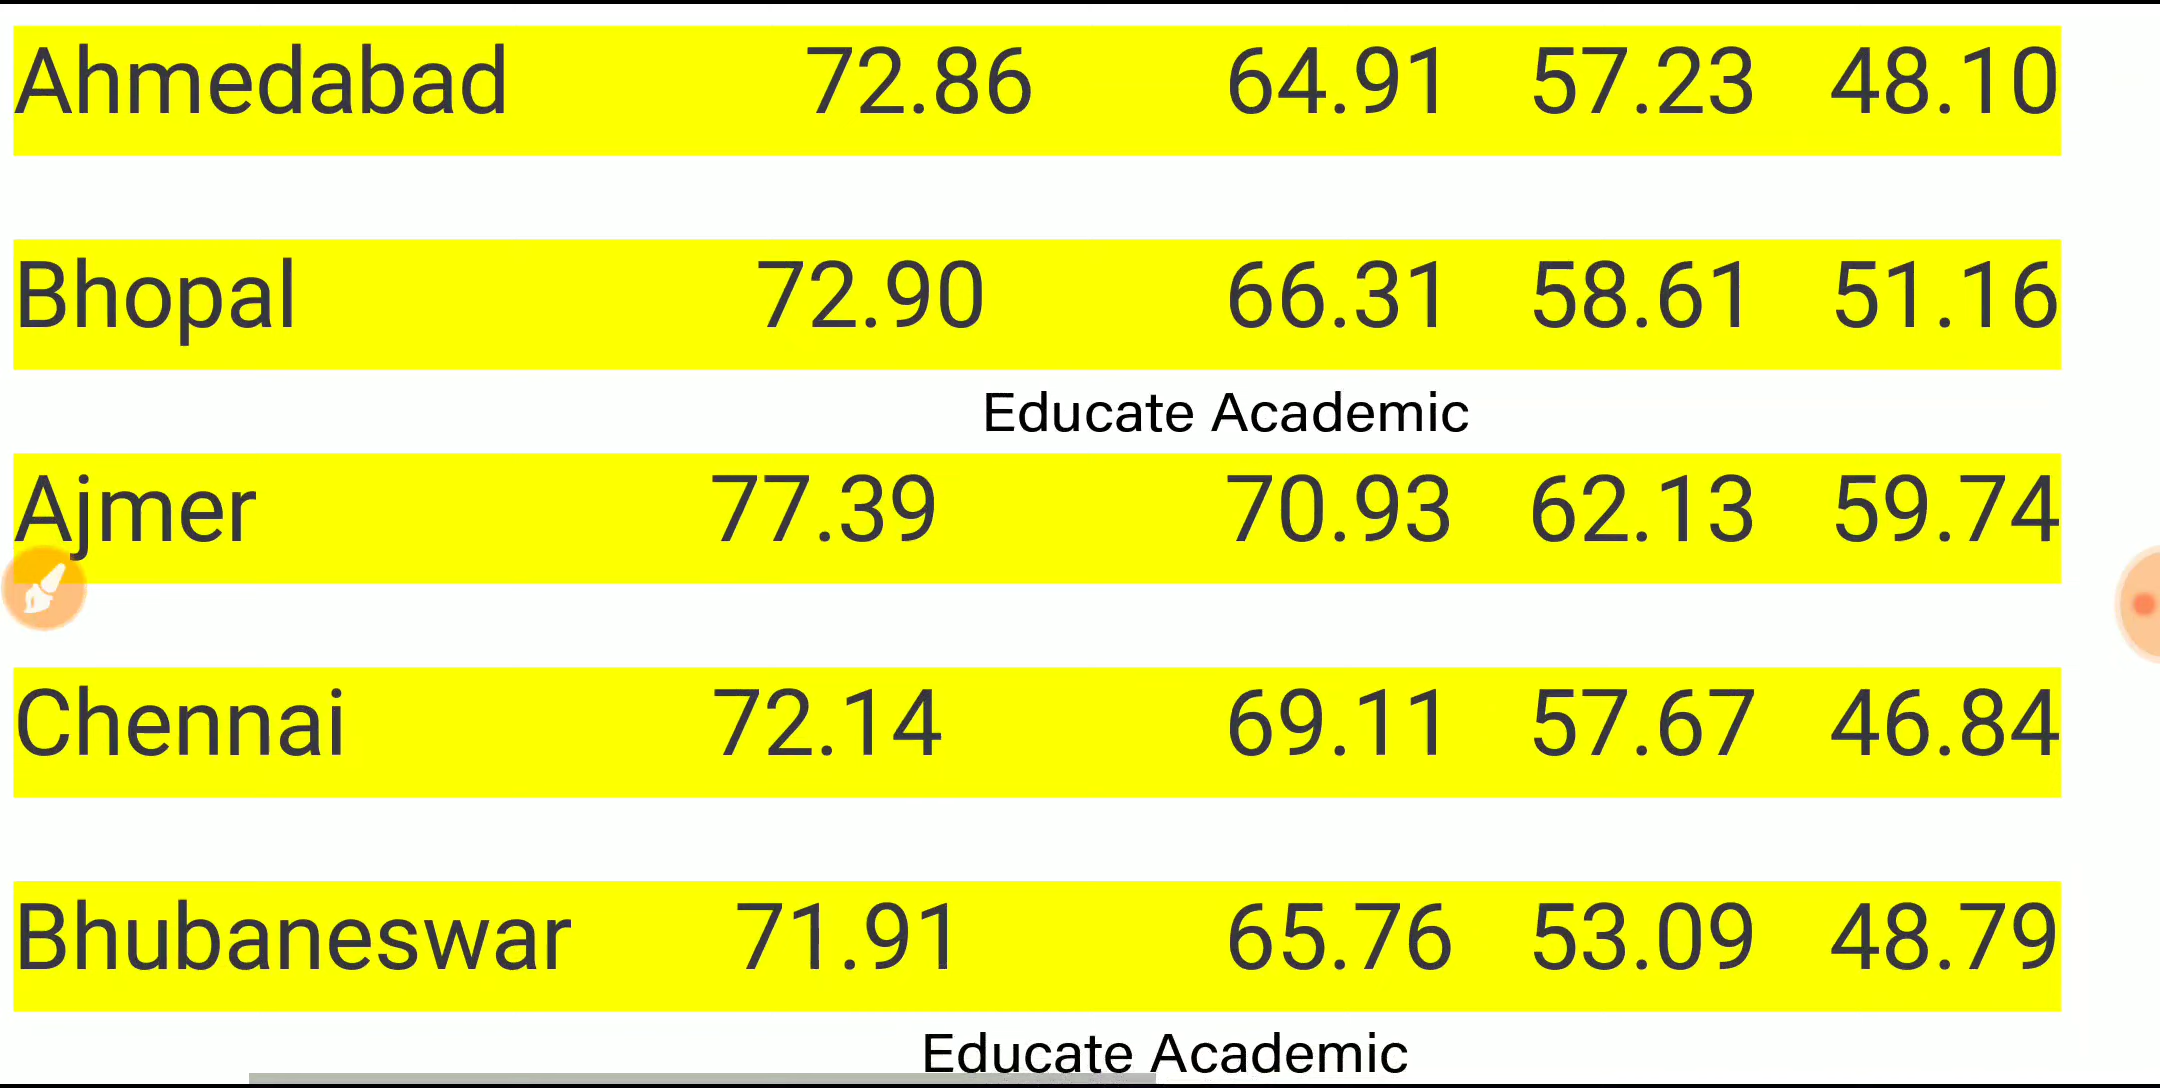 Ahmedabad 72.86 64.91 57.23 48.10
Bhopal 72.90 66.31 58.61 51.16
Educate Academic
Ajmer 77.39 70.93 62.13 59.74
Chennai 72.14 69.11 57.67 46.84
Bhubaneswar 71.91 65.76 53.09 48.79
Educate Academic